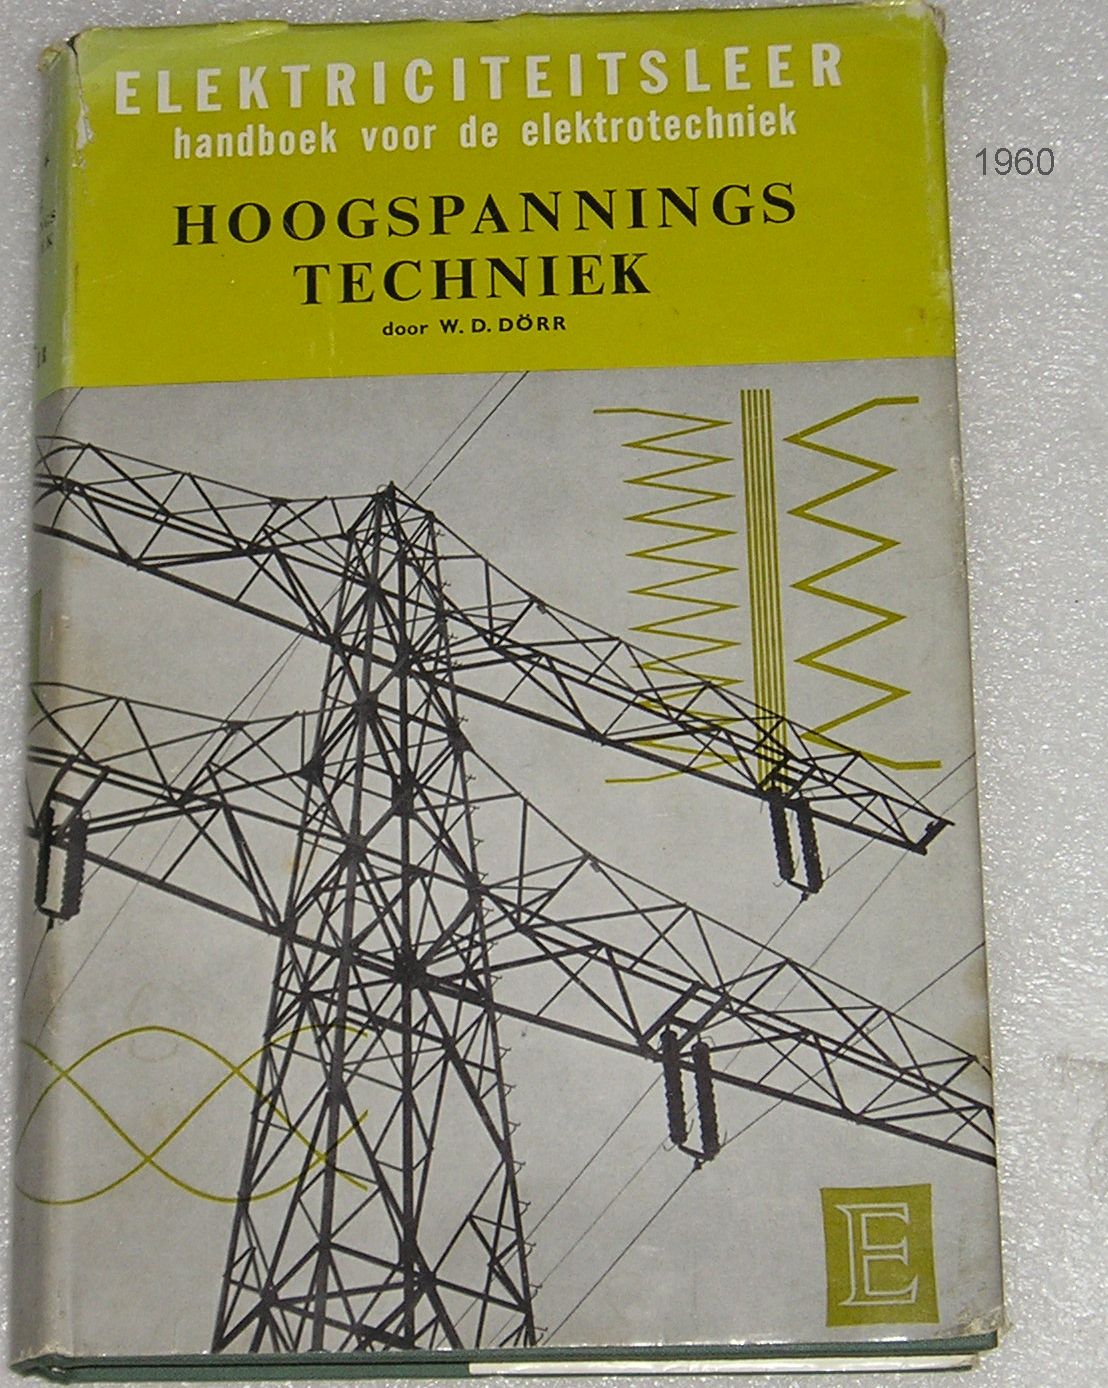 ELEKTRICITEITSLEER
handboek voor de elektrotechniek
HOOGSPANNINGS
TECHNIEK
door W. D. DÖRR
1960
E